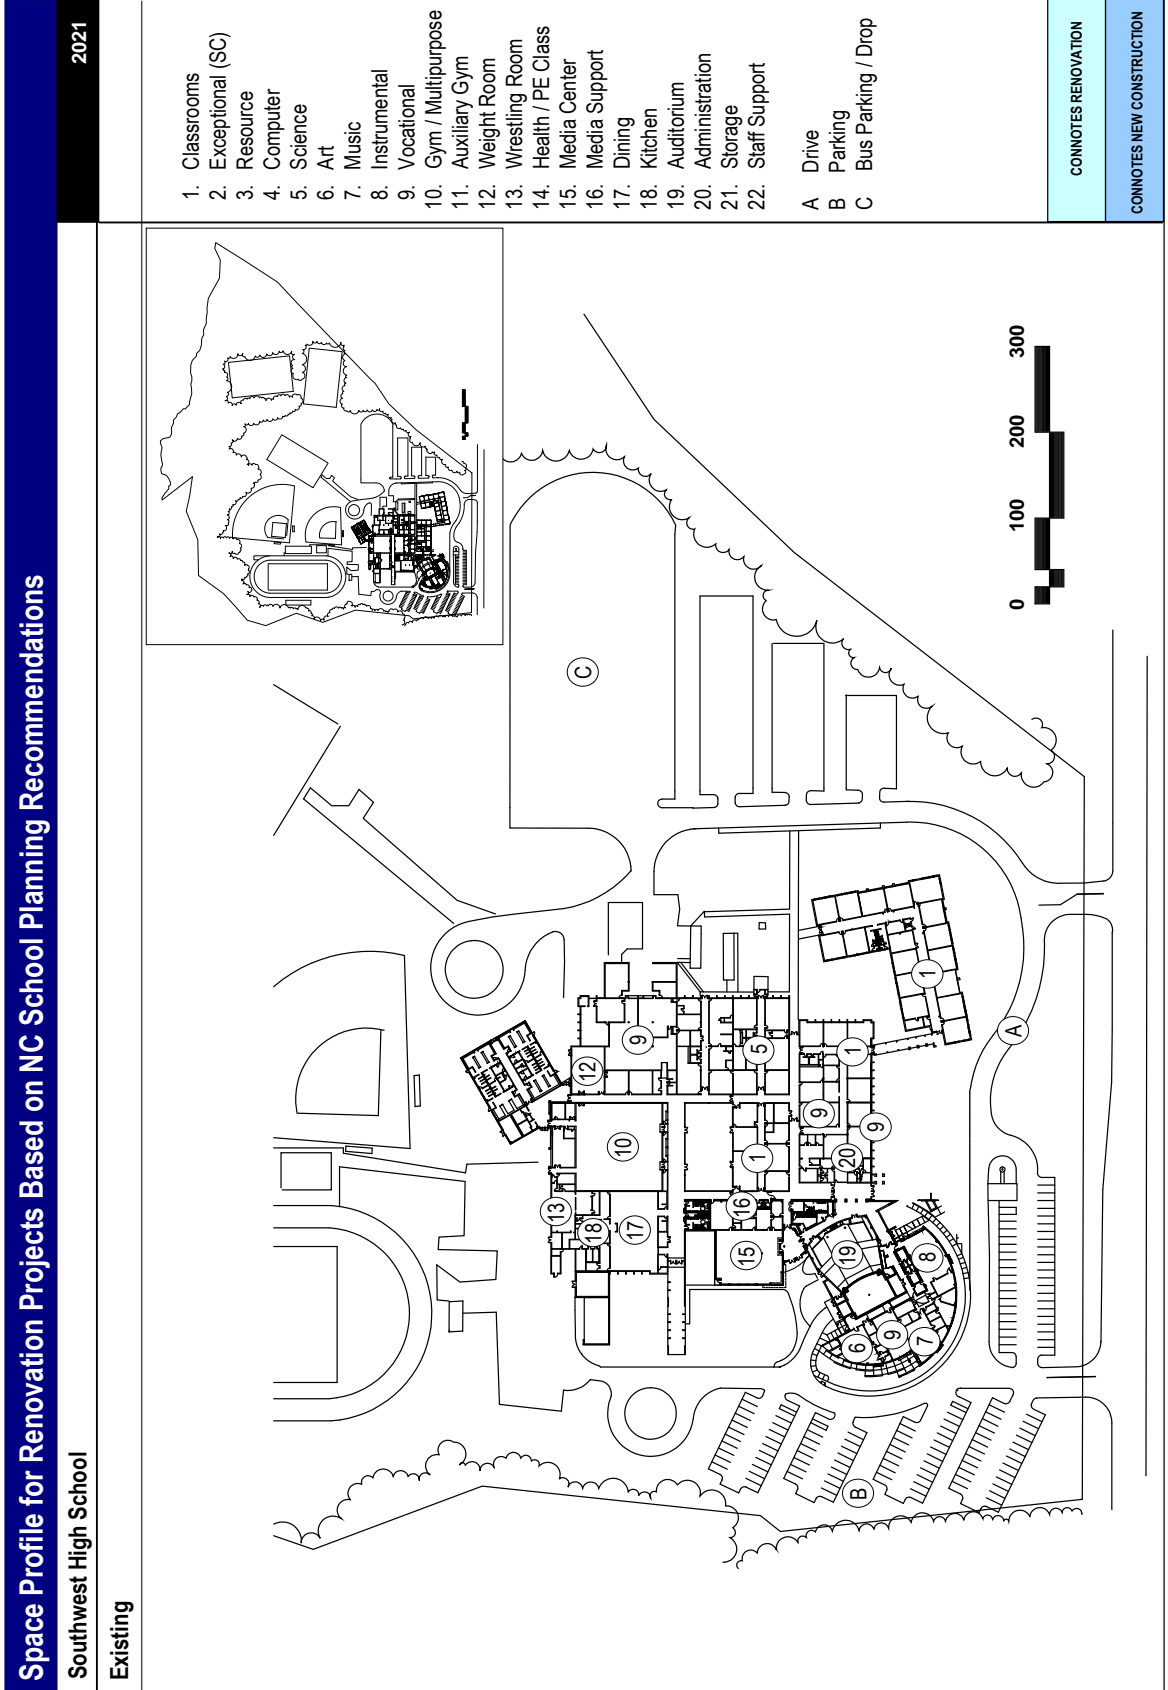 Space Profile for Renovation Projects Based on NC School Planning Recommendations
Southwest High School
2021
Existing
1. Classrooms
2. Exceptional (SC)
3. Resource
4. Computer
5. Science
6. Art
7. Music
8. Instrumental
9. Vocational
10. Gym / Multipurpose
11. Auxiliary Gym
12. Weight Room
13. Wrestling Room
14. Health / PE Class
15. Media Center
16. Media Support
17. Dining
18. Kitchen
19. Auditorium
20. Administration
21. Storage
22. Staff Support
A Drive
B Parking
C Bus Parking / Drop
CONNOTES RENOVATION
CONNOTES NEW CONSTRUCTION
C
12
9
10
13
18
17
5
1
16
15
1
9
9
20
1
19
8
6
9
7
A
B
0 100 200 300